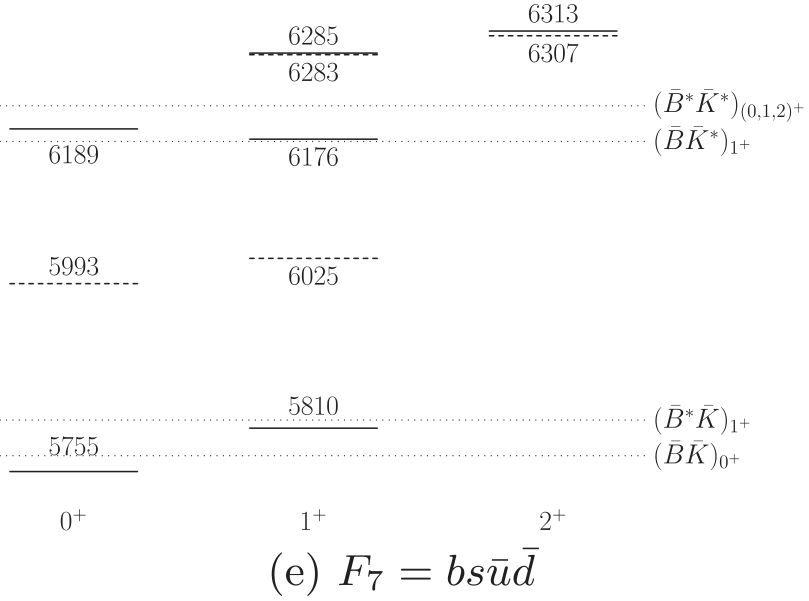 6313
6285
6307
6283
(B̄*K̄*)(0,1,2)+
6189
6176
(B̄K̄*)1+
5993
6025
5810
(B̄*K̄)1+
5755
(B̄K̄)0+
0+ 1+ 2+
(e) F7 = bsūd̄